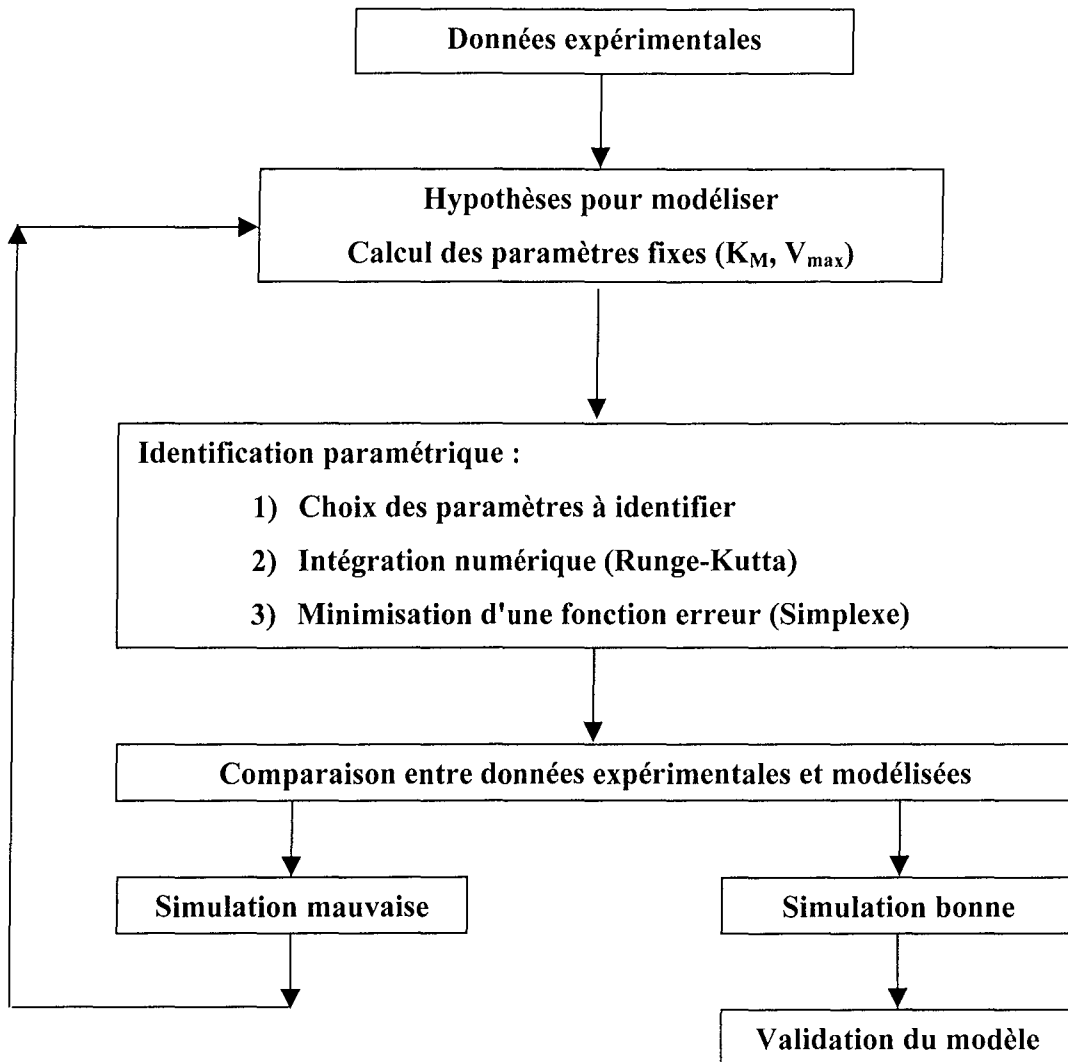 Données expérimentales
Hypothèses pour modéliser
Calcul des paramètres fixes (K_M, V_max)
Identification paramétrique :
1) Choix des paramètres à identifier
2) Intégration numérique (Runge-Kutta)
3) Minimisation d'une fonction erreur (Simplexe)
Comparaison entre données expérimentales et modélisées
Simulation mauvaise
Simulation bonne
Validation du modèle